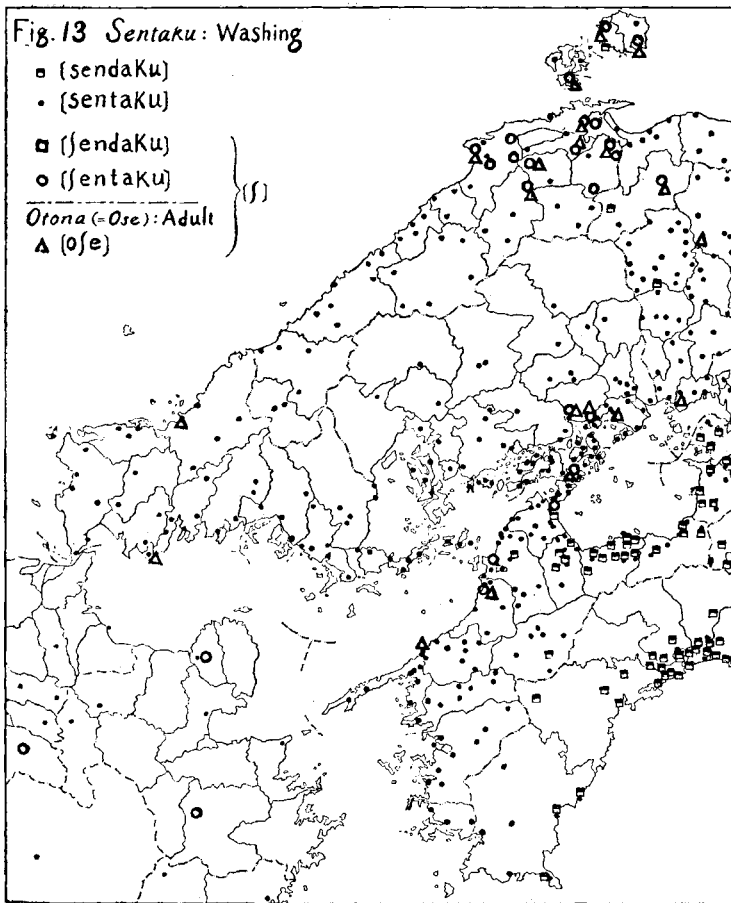 Fig. 13 Sentaku: Washing
[sendaKu]
[sentaKu]
[ʃendaKu]
[ʃentaKu]
[ʃ]
Otona (=Ose): Adult
[oʃe]